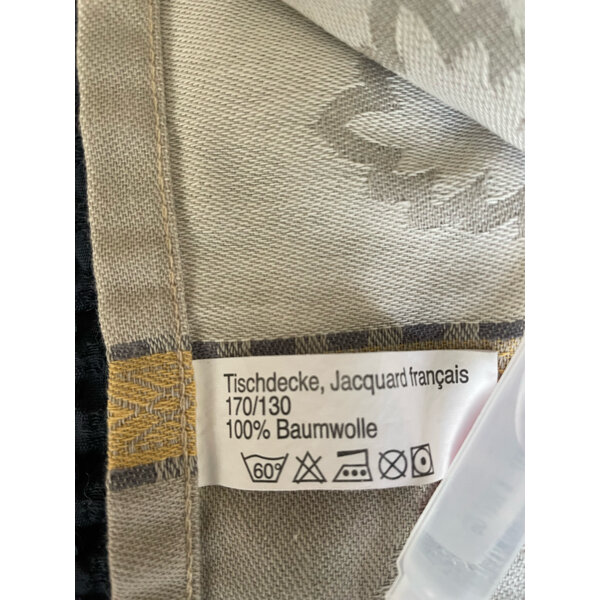 Tischdecke, Jacquard français
170/130
100% Baumwolle
60°